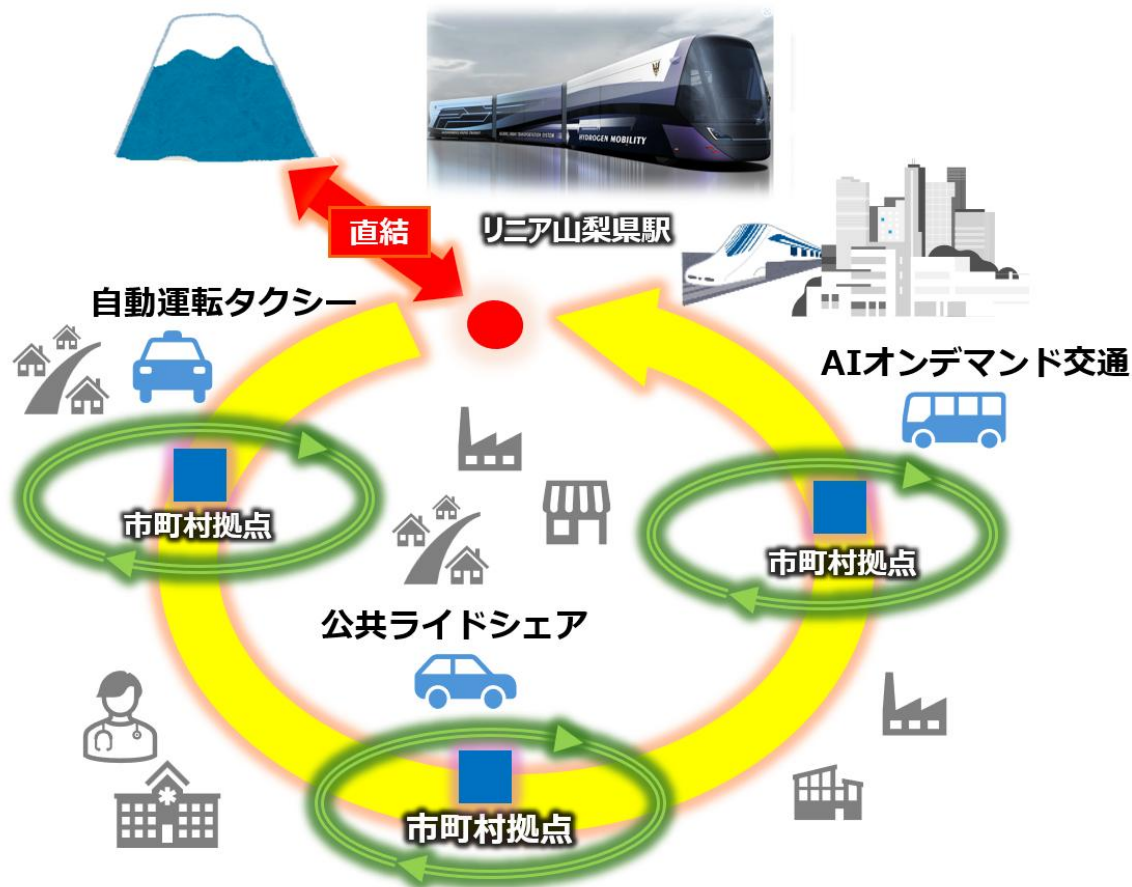 HYDROGEN MOBILITY
リニア山梨県駅
直結
自動運転タクシー
AIオンデマンド交通
市町村拠点
市町村拠点
公共ライドシェア
市町村拠点